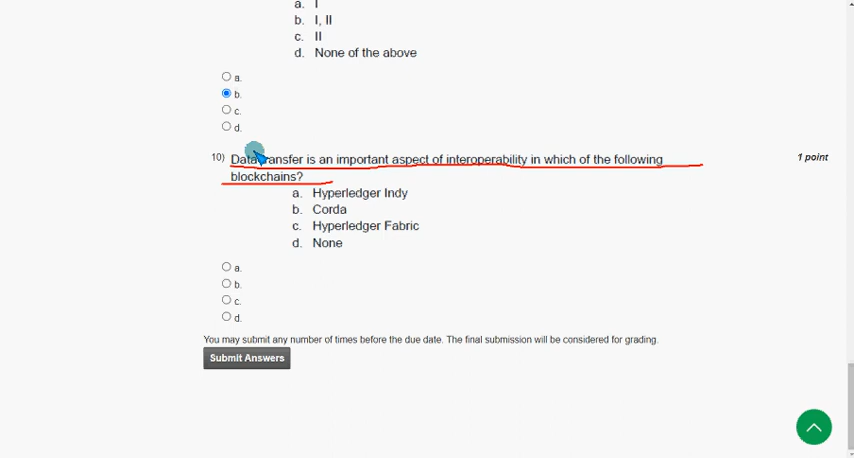 a. I
b. I, II
c. II
d. None of the above
a.
b.
c.
d.
10) Data transfer is an important aspect of interoperability in which of the following 1 point
blockchains?
a. Hyperledger Indy
b. Corda
c. Hyperledger Fabric
d. None
a.
b.
c.
d.
You may submit any number of times before the due date. The final submission will be considered for grading.
Submit Answers